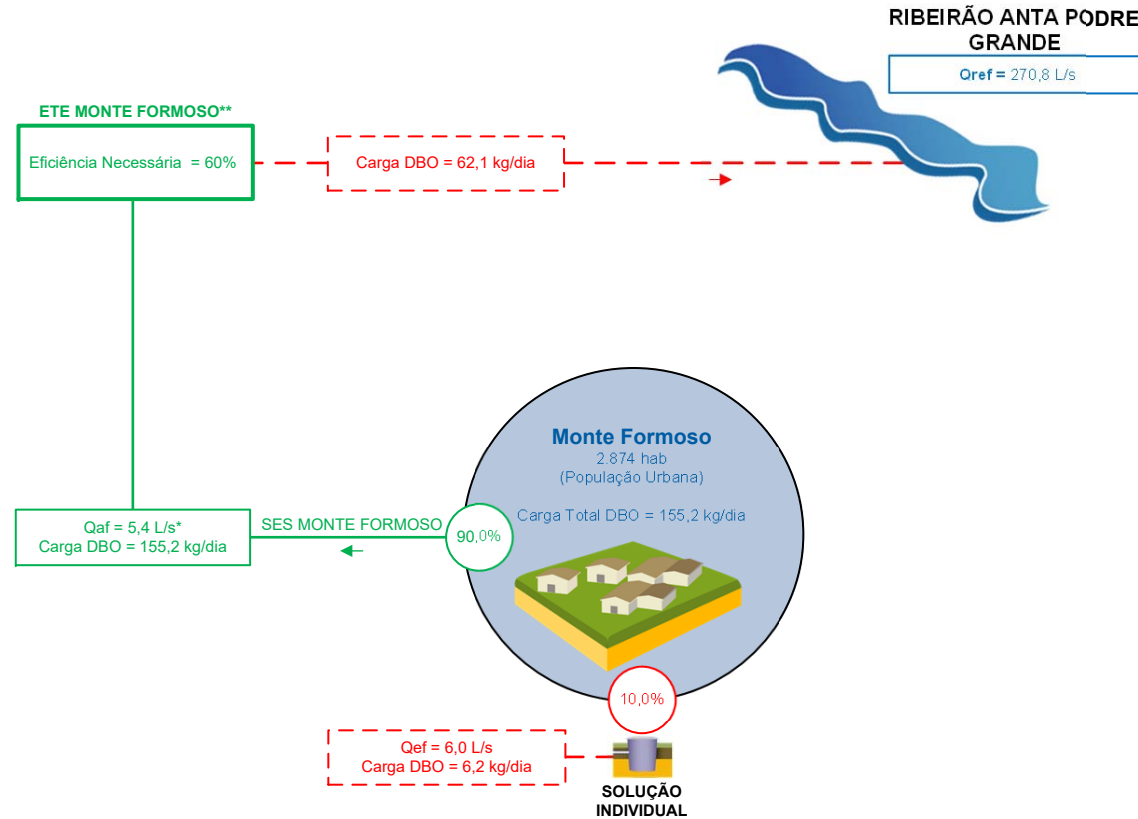 RIBEIRÃO ANTA PODRE
GRANDE
Qref = 270,8 L/s
ETE MONTE FORMOSO**
Eficiência Necessária = 60%
Carga DBO = 62,1 kg/dia
Monte Formoso
2.874 hab
(População Urbana)
Carga Total DBO = 155,2 kg/dia
Qaf = 5,4 L/s*
Carga DBO = 155,2 kg/dia
SES MONTE FORMOSO
90,0%
10,0%
Qef = 6,0 L/s
Carga DBO = 6,2 kg/dia
SOLUÇÃO
INDIVIDUAL